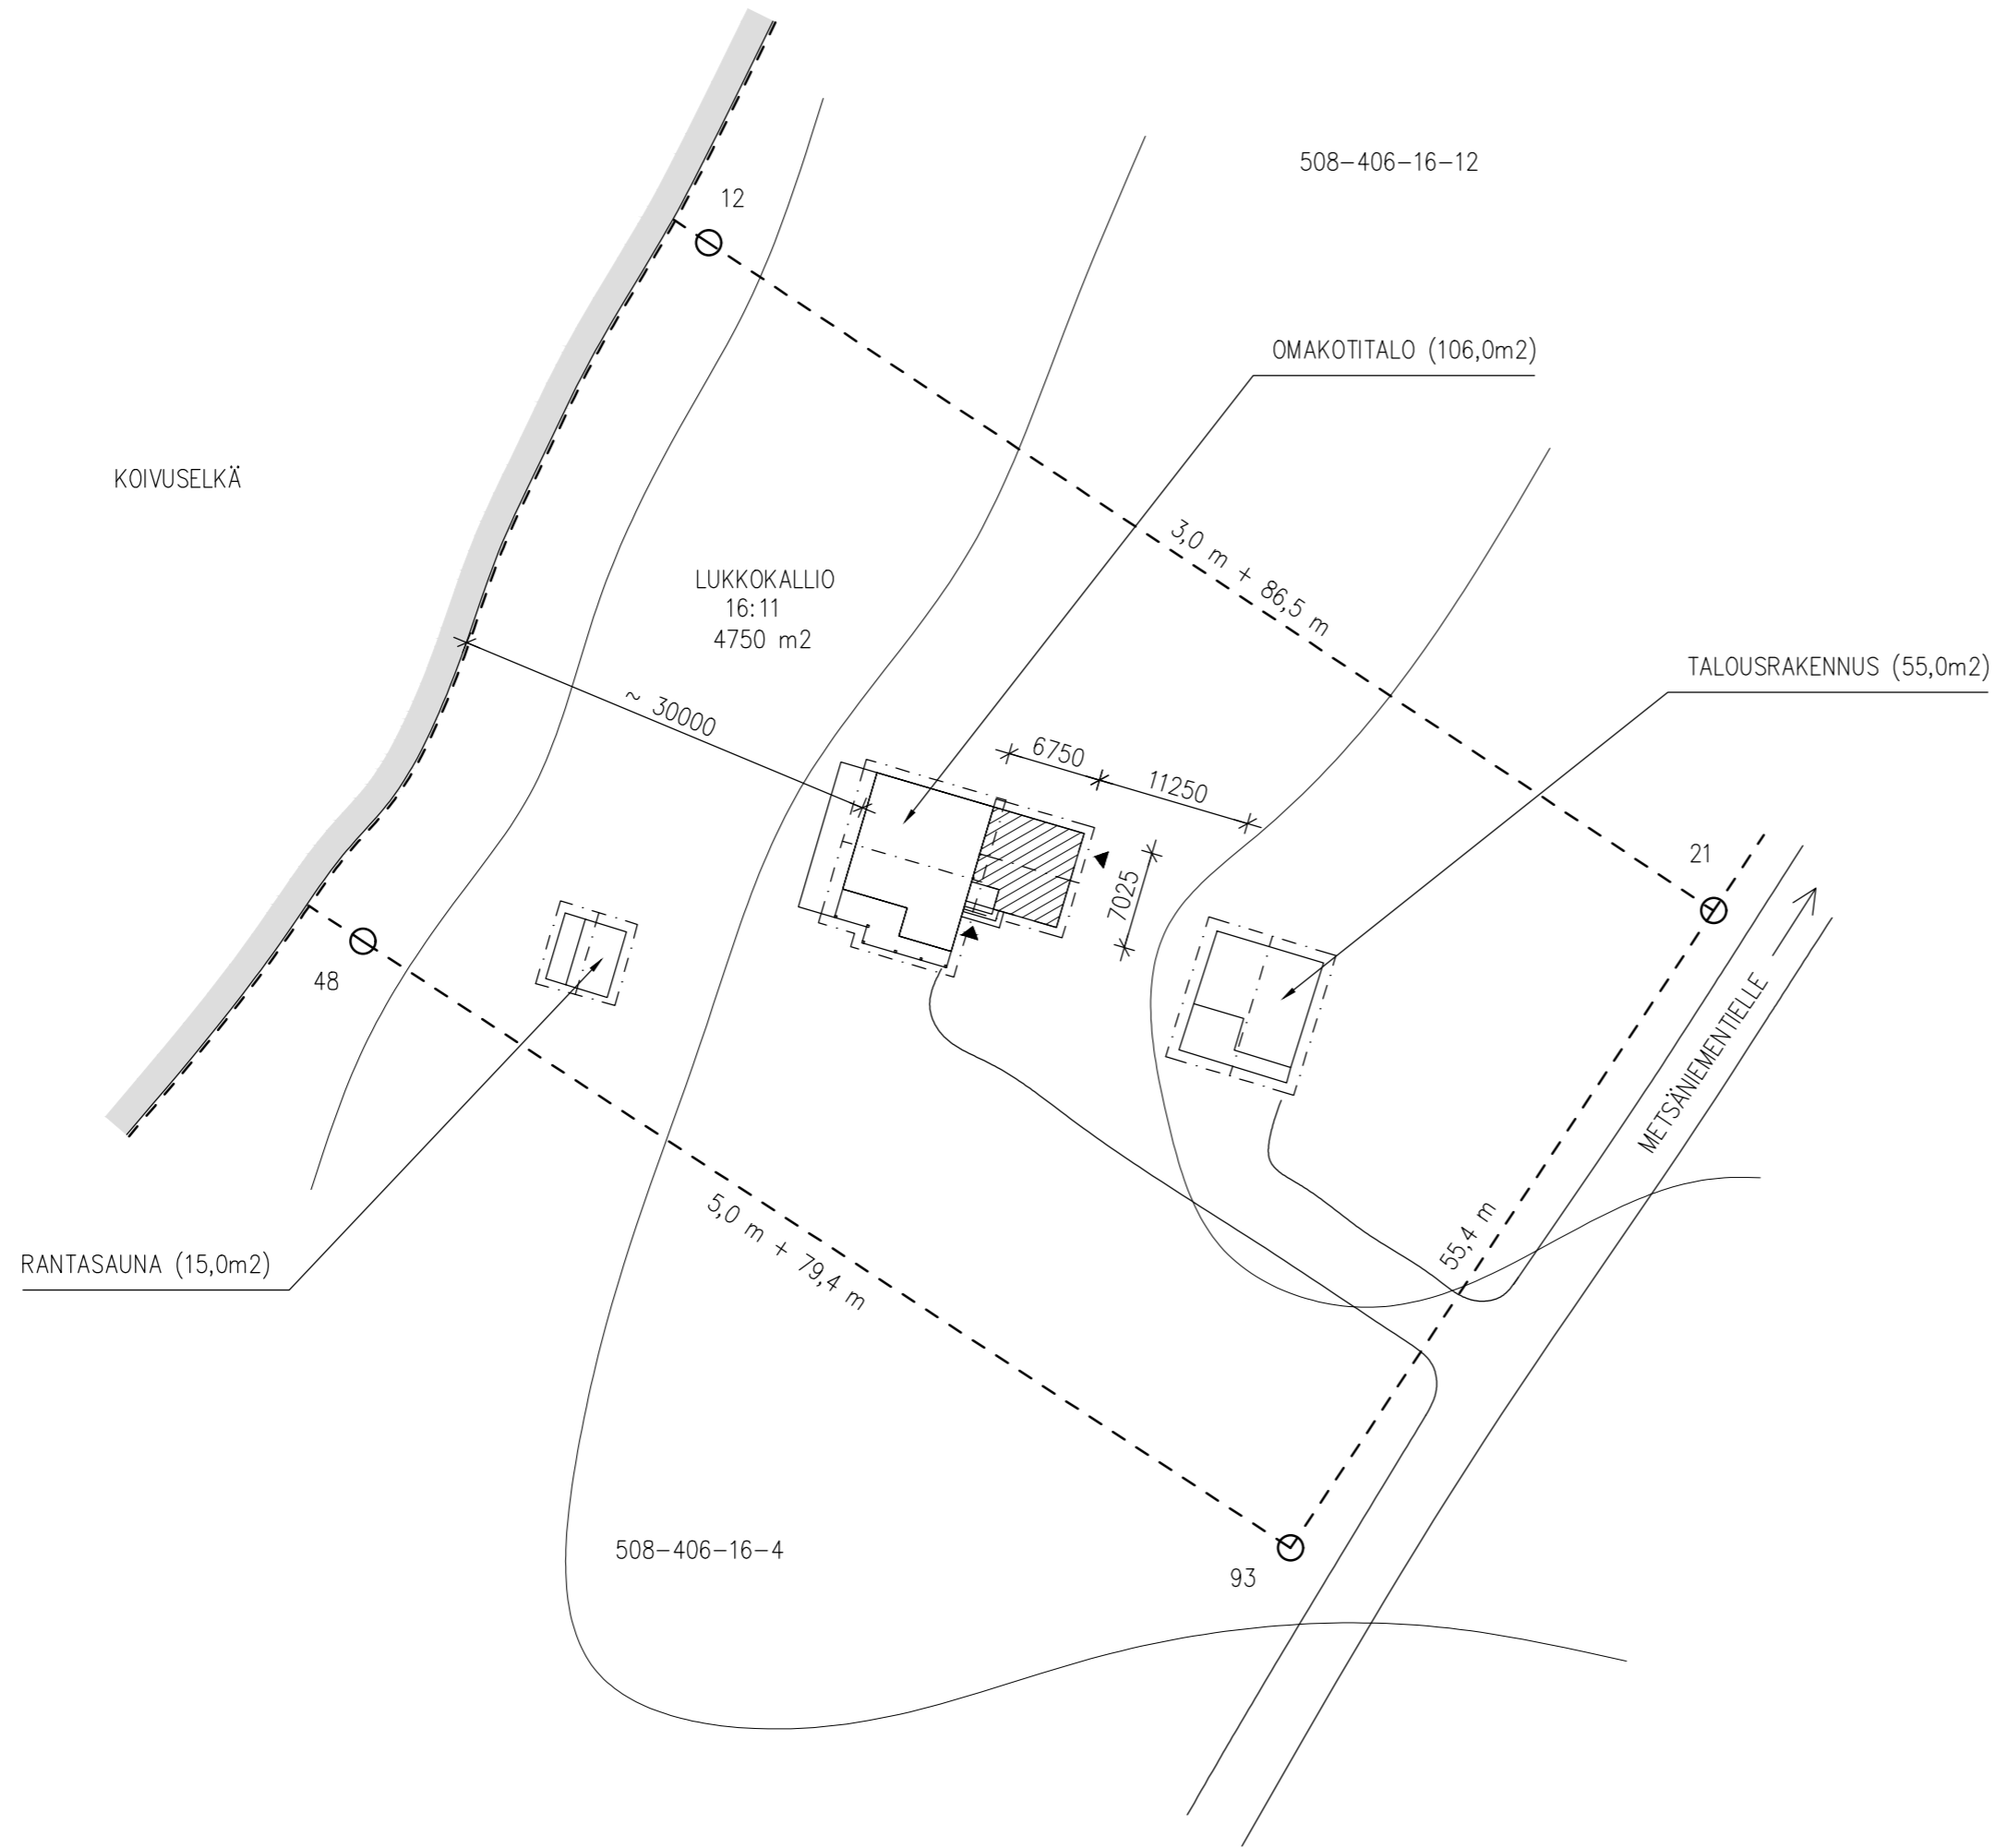 508-406-16-12
12
OMAKOTITALO (106,0m2)
KOIVUSELKÄ
3,0 m + 86,5 m
LUKKOKALLIO
16:11
4750 m2
TALOUSRAKENNUS (55,0m2)
~ 30000
6750
11250
21
7025
48
METSÄNIEMENTIELLE
5,0 m + 79,4 m
55,4 m
RANTASAUNA (15,0m2)
508-406-16-4
93